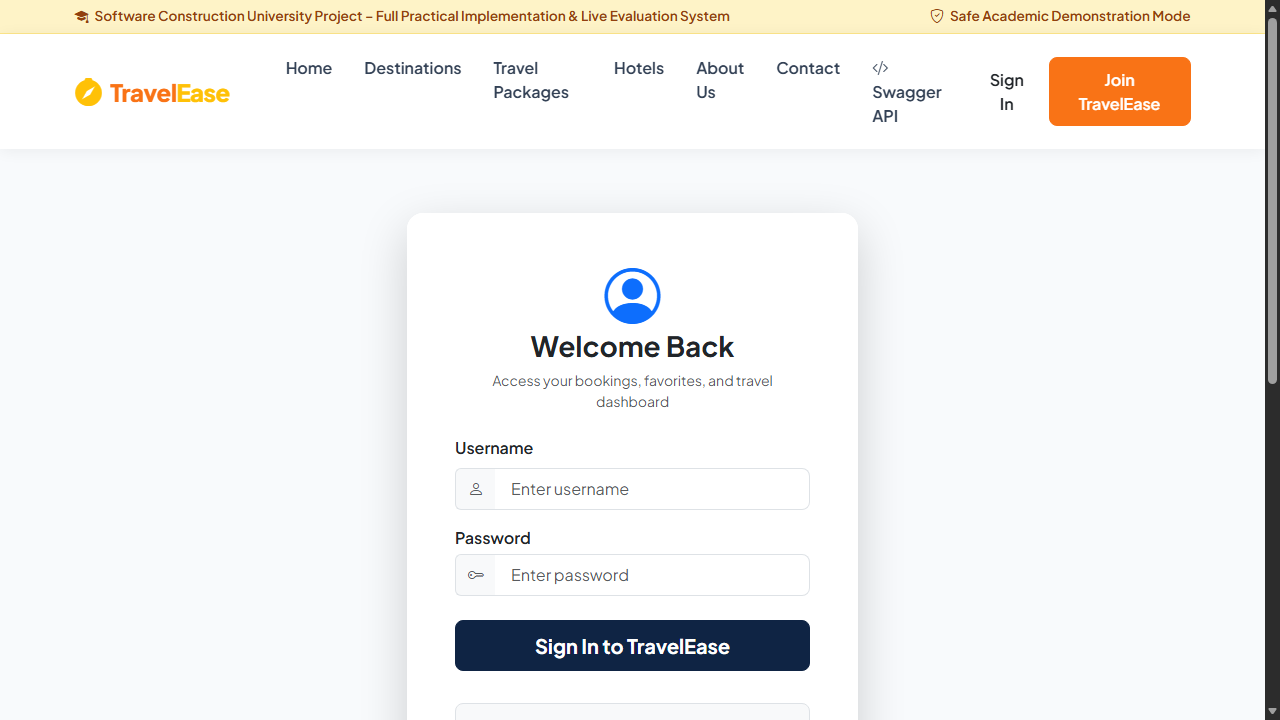 Software Construction University Project – Full Practical Implementation & Live Evaluation System
Safe Academic Demonstration Mode
TravelEase
Home
Destinations
Travel
Packages
Hotels
About
Us
Contact
</>
Swagger
API
Sign
In
Join
TravelEase
Welcome Back
Access your bookings, favorites, and travel
dashboard
Username
Enter username
Password
Enter password
Sign In to TravelEase